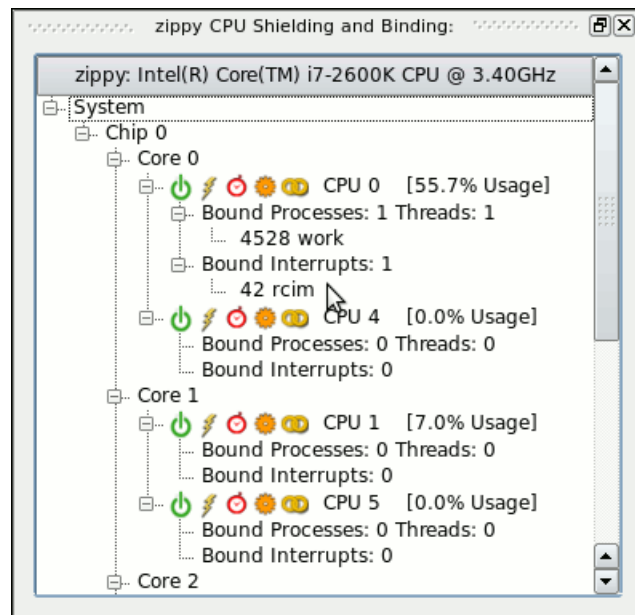 zippy CPU Shielding and Binding:
zippy: Intel(R) Core(TM) i7-2600K CPU @ 3.40GHz
System
Chip 0
Core 0
CPU 0 [55.7% Usage]
Bound Processes: 1 Threads: 1
4528 work
Bound Interrupts: 1
42 rcim
CPU 4 [0.0% Usage]
Bound Processes: 0 Threads: 0
Bound Interrupts: 0
Core 1
CPU 1 [7.0% Usage]
Bound Processes: 0 Threads: 0
Bound Interrupts: 0
CPU 5 [0.0% Usage]
Bound Processes: 0 Threads: 0
Bound Interrupts: 0
Core 2